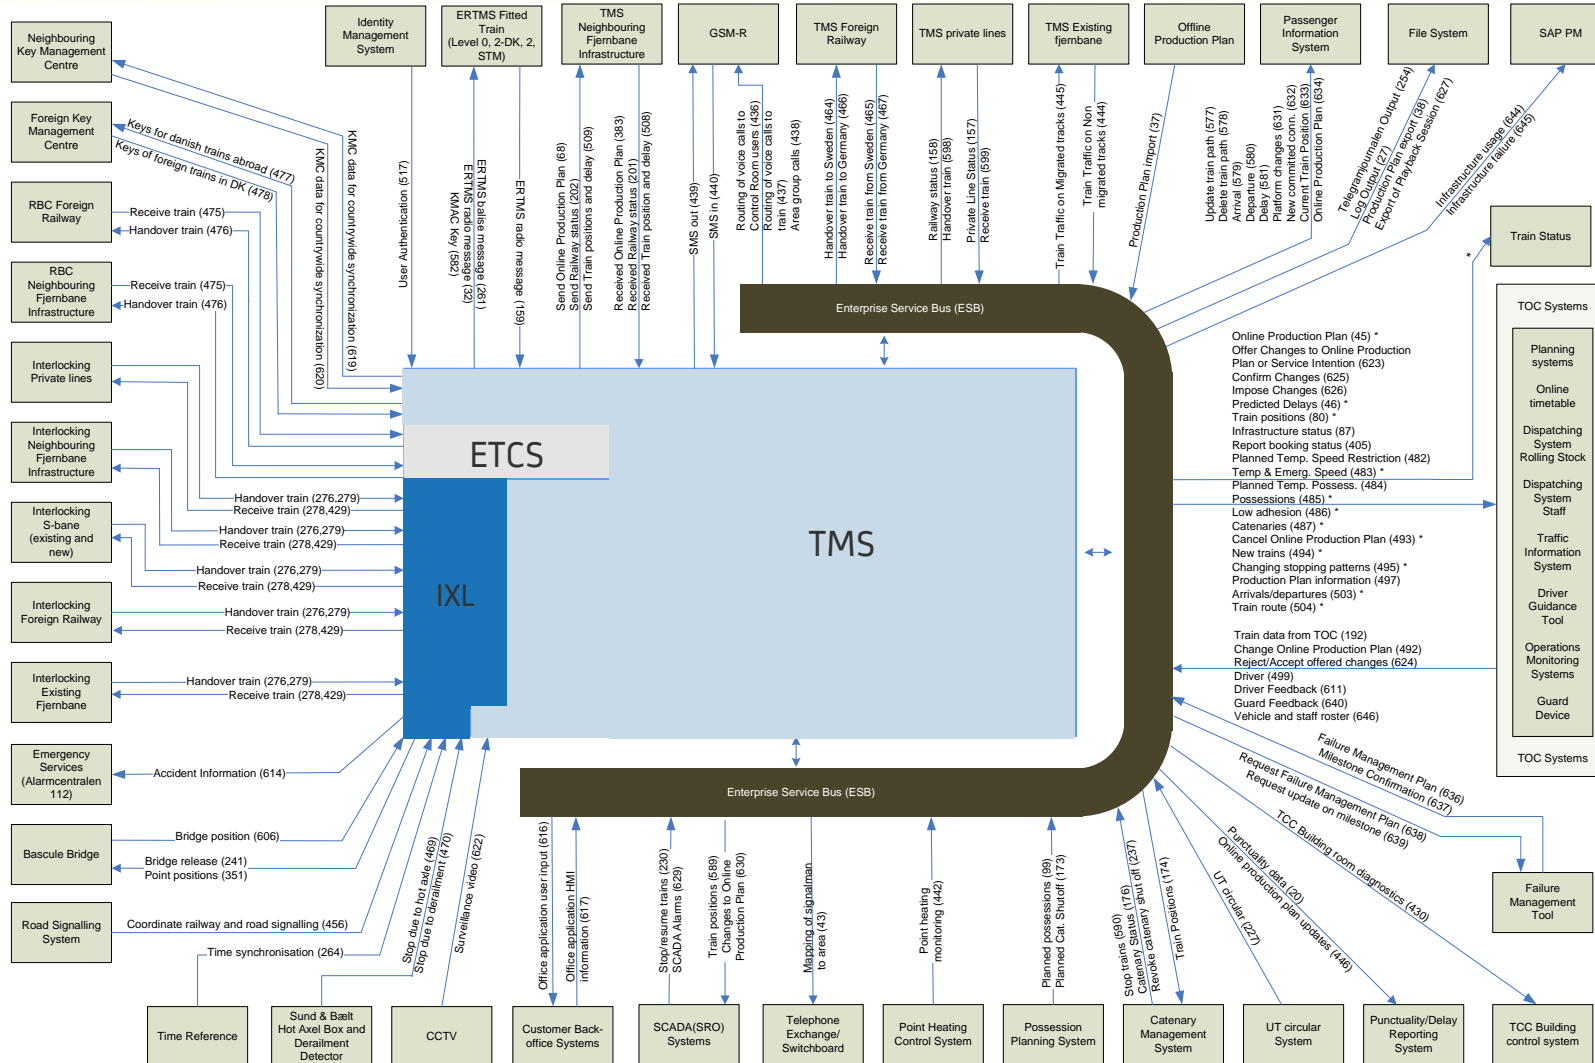 Neighbouring
Key Management
Centre
Identity
Management
System
ERTMS Fitted
Train
(Level 0, 2-DK, 2,
STM)
TMS
Neighbouring
Fjernbane
Infrastructure
GSM-R
TMS Foreign
Railway
TMS private lines
TMS Existing
fjernbane
Offline
Production Plan
Passenger
Information
System
File System
SAP PM
Foreign Key
Management
Centre
RBC Foreign
Railway
RBC
Neighbouring
Fjernbane
Infrastructure
Interlocking
Private lines
Interlocking
Neighbouring
Fjernbane
Infrastructure
Interlocking
S-bane
(existing and
new)
Interlocking
Foreign Railway
Interlocking
Existing
Fjernbane
Emergency
Services
(Alarmcentralen
112)
Bascule Bridge
Road Signalling
System
Keys for danish trains abroad (477)
Keys of foreign trains in DK (478)
KMC data for countrywide synchronization (619)
KMC data for countrywide synchronization (620)
Receive train (475)
Handover train (476)
Receive train (475)
Handover train (476)
Handover train (276,279)
Receive train (278,429)
Handover train (276,279)
Receive train (278,429)
Handover train (276,279)
Receive train (278,429)
Handover train (276,279)
Receive train (278,429)
Handover train (276,279)
Receive train (278,429)
Accident Information (614)
Bridge position (606)
Bridge release (241)
Point positions (351)
Coordinate railway and road signalling (456)
Time synchronisation (264)
Stop due to hot axle (469)
Stop due to derailment (470)
Surveillance video (622)
User Authentication (517)
KMAC Key (582)
ERTMS radio message (32)
ERTMS balise message (261)
ERTMS radio message (159)
Send Online Production Plan (68)
Send Railway status (202)
Send Train positions and delay (509)
Received Online Production Plan (383)
Received Railway status (201)
Received Train position and delay (508)
SMS out (439)
SMS in (440)
Routing of voice calls to
Control Room users (436)
Routing of voice calls to
train (437)
Area group calls (438)
Handover train to Sweden (464)
Handover train to Germany (466)
Receive train from Sweden (465)
Receive train from Germany (467)
Railway status (158)
Handover train (598)
Private Line Status (157)
Receive train (599)
Train Traffic on Migrated tracks (445)
Train Traffic on Non
migrated tracks (444)
Production Plan import (37)
Update train path (577)
Delete train path (578)
Arrival (579)
Departure (580)
Delay (581)
Platform changes (631)
New committed conn. (632)
Current Train Position (633)
Online Production Plan (634)
Telegramjournalen Output (254)
Log Output (27)
Production Plan export (38)
Export of Playback Session (627)
Infrastructure usage (644)
Infrastructure failure (645)
*
Train Status
Enterprise Service Bus (ESB)
ETCS
IXL
TMS
Enterprise Service Bus (ESB)
Online Production Plan (45) *
Offer Changes to Online Production
Plan or Service Intention (623)
Confirm Changes (625)
Impose Changes (626)
Predicted Delays (46) *
Train positions (80) *
Infrastructure status (87)
Report booking status (405)
Planned Temp. Speed Restriction (482)
Temp & Emerg. Speed (483) *
Planned Temp. Possess. (484)
Possessions (485) *
Low adhesion (486) *
Catenaries (487) *
Cancel Online Production Plan (493) *
New trains (494) *
Changing stopping patterns (495) *
Production Plan information (497)
Arrivals/departures (503) *
Train route (504) *
Train data from TOC (192)
Change Online Production Plan (492)
Reject/Accept offered changes (624)
Driver (499)
Driver Feedback (611)
Guard Feedback (640)
Vehicle and staff roster (646)
TOC Systems
Planning
systems
Online
timetable
Dispatching
System
Rolling Stock
Dispatching
System
Staff
Traffic
Information
System
Driver
Guidance
Tool
Operations
Monitoring
Systems
Guard
Device
TOC Systems
Failure Management Plan (636)
Milestone Confirmation (637)
Request Failure Management Plan (638)
Request update on milestone (639)
TCC Building room diagnostics (430)
Punctuality data (20)
Online production plan updates (446)
UT circular (227)
Train Positions (174)
Stop trains (590)
Catenary Status (176)
Revoke catenary shut off (237)
Planned possessions (99)
Planned Cat. Shutoff (173)
Point heating
monitoring (442)
Mapping of signalman
to area (43)
Train positions (589)
Changes to Online
Production Plan (630)
Stop/resume trains (230)
SCADA Alarms (629)
Office application HMI
information (617)
Office application user input (616)
Failure
Management
Tool
Time Reference
Sund & Bælt
Hot Axel Box and
Derailment
Detector
CCTV
Customer Back-
office Systems
SCADA(SRO)
Systems
Telephone
Exchange/
Switchboard
Point Heating
Control System
Possession
Planning System
Catenary
Management
System
UT circular
System
Punctuality/Delay
Reporting
System
TCC Building
control system